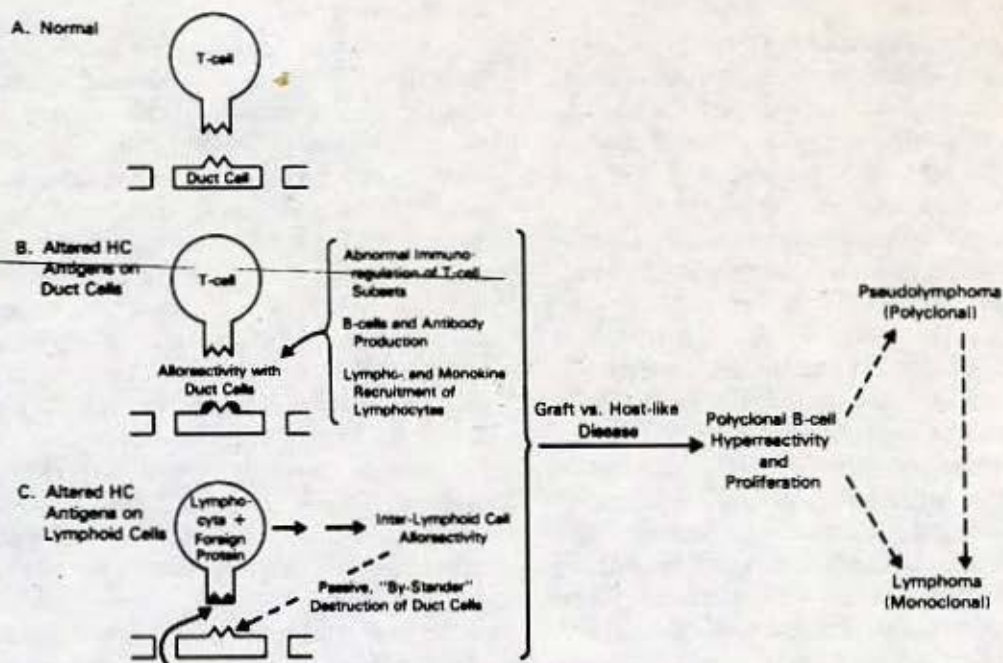 A. Normal
T-cell
Duct Cell
B. Altered HC
Antigens on
Duct Cells
T-cell
Alloreactivity with
Duct Cells
Abnormal Immuno-
regulation of T-cell
Subsets
B-cells and Antibody
Production
Lympho- and Monokine
Recruitment of
Lymphocytes
C. Altered HC
Antigens on
Lymphoid Cells
Lympho-
cyte +
Foreign
Protein
Inter-Lymphoid Cell
Alloreactivity
Passive, "By-Stander"
Destruction of Duct Cells
Graft vs. Host-like
Disease
Polyclonal B-cell
Hyperreactivity
and
Proliferation
Pseudolymphoma
(Polyclonal)
Lymphoma
(Monoclonal)